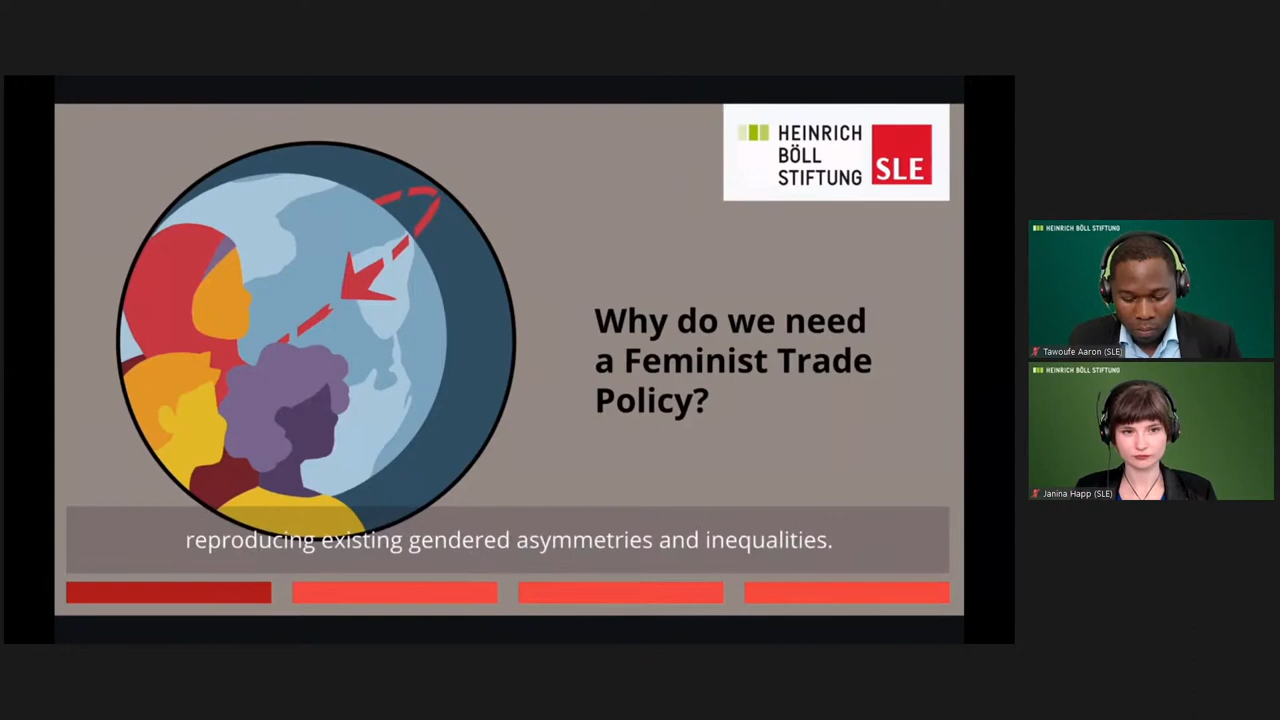 HEINRICH
BÖLL
STIFTUNG
SLE
Why do we need
a Feminist Trade
Policy?
reproducing existing gendered asymmetries and inequalities.
HEINRICH BÖLL STIFTUNG
Tawoufe Aaron (SLE)
HEINRICH BÖLL STIFTUNG
Janina Happ (SLE)